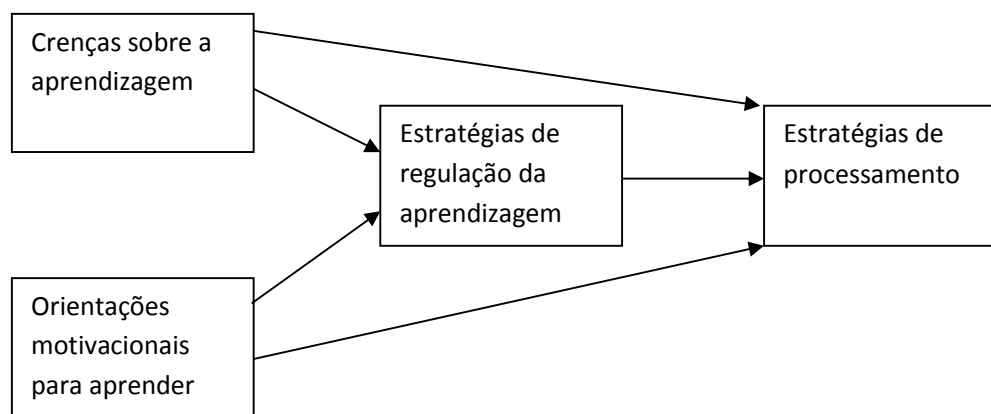 Crenças sobre a
aprendizagem
Estratégias de
regulação da
aprendizagem
Estratégias de
processamento
Orientações
motivacionais
para aprender